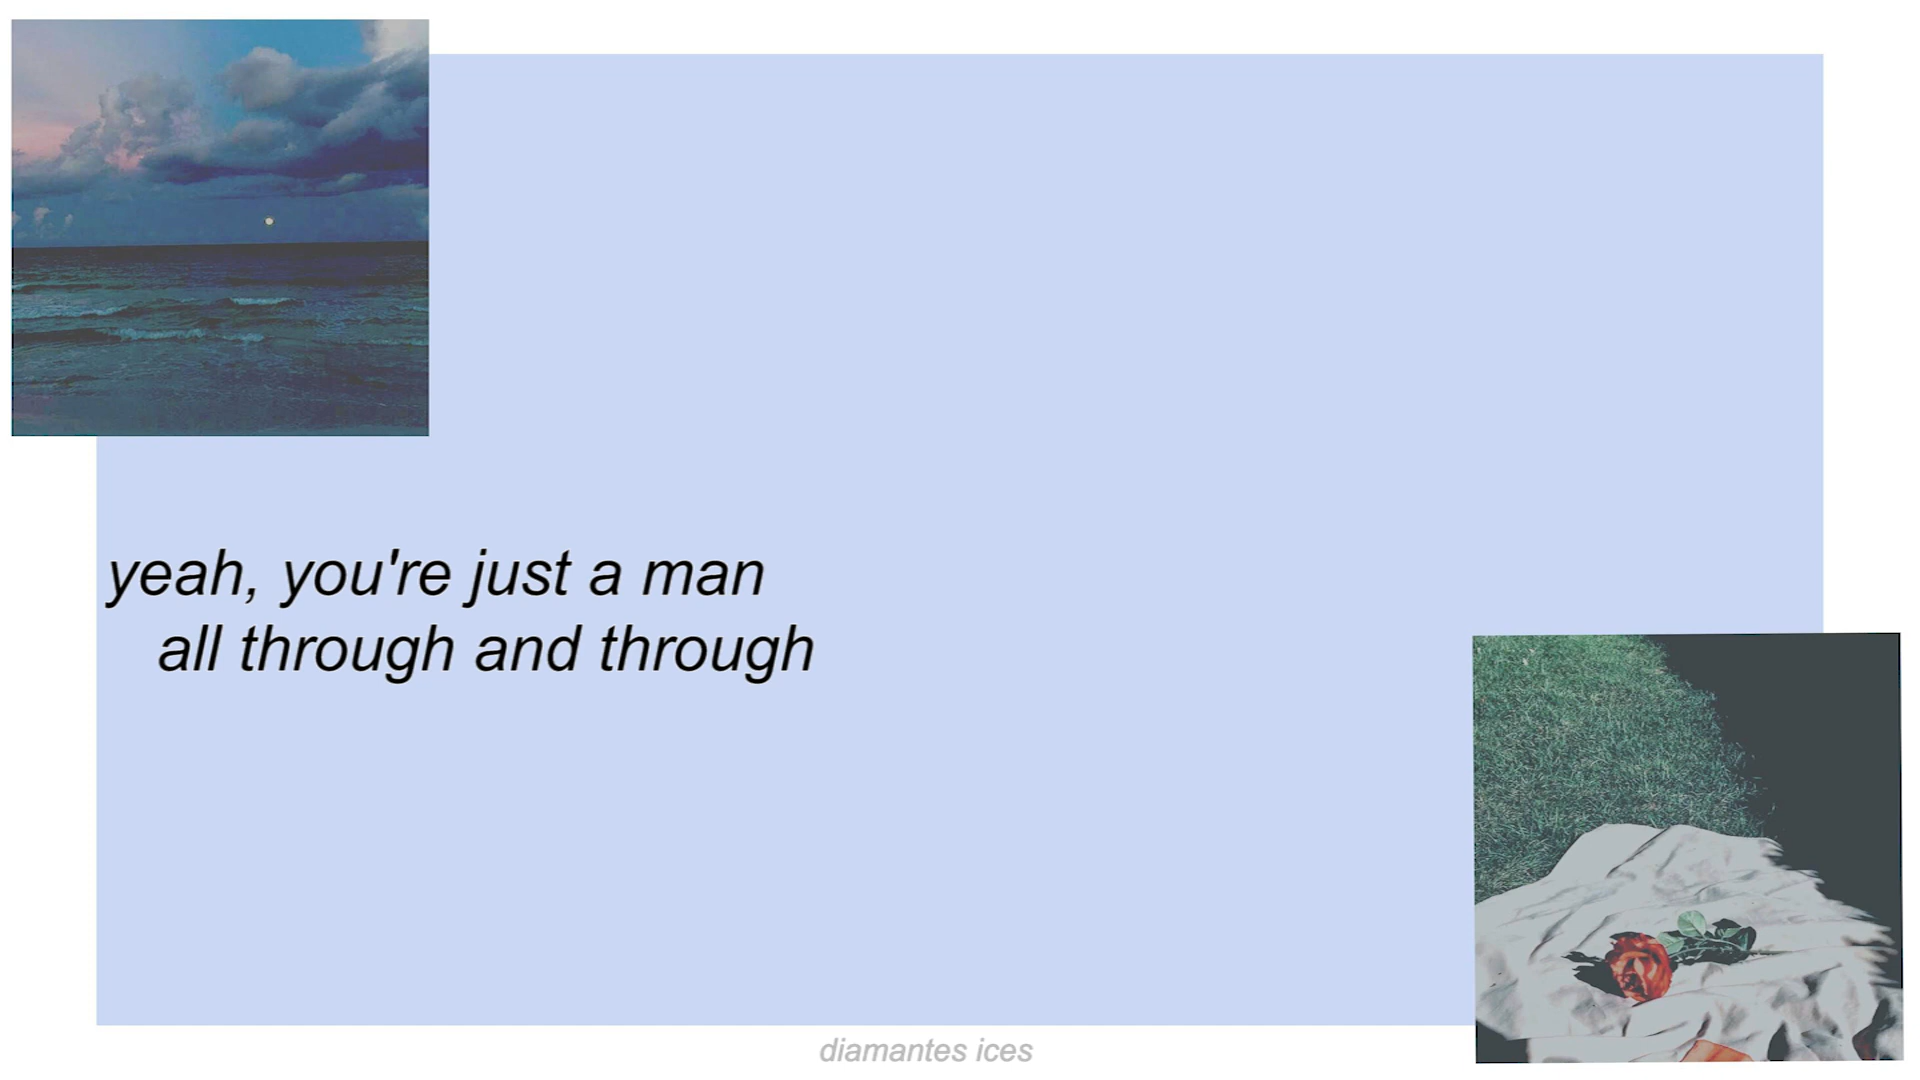 yeah, you're just a man
all through and through
diamantes ices